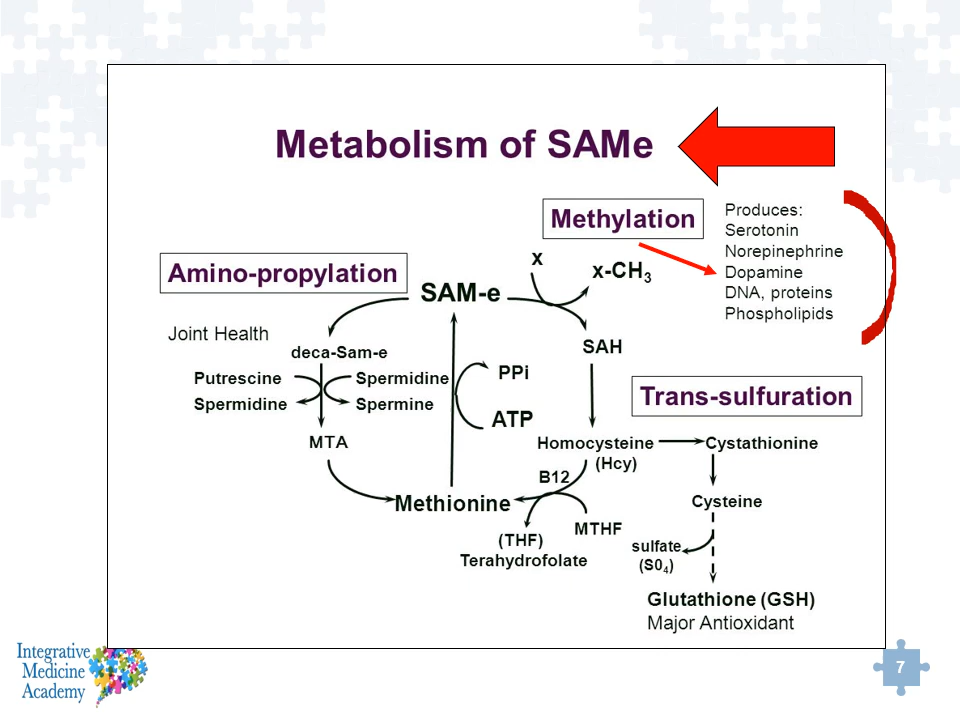 Metabolism of SAMe
Methylation
Produces:
Serotonin
Norepinephrine
Dopamine
DNA, proteins
Phospholipids
x
x-CH3
Amino-propylation
SAM-e
Joint Health
deca-Sam-e
SAH
Putrescine
Spermidine
Spermidine
Spermine
PPi
ATP
Trans-sulfuration
MTA
Homocysteine
(Hcy)
Cystathionine
B12
Methionine
Cysteine
MTHF
(THF)
Terahydrofolate
sulfate
(S04)
Glutathione (GSH)
Major Antioxidant
Integrative
Medicine
Academy
7